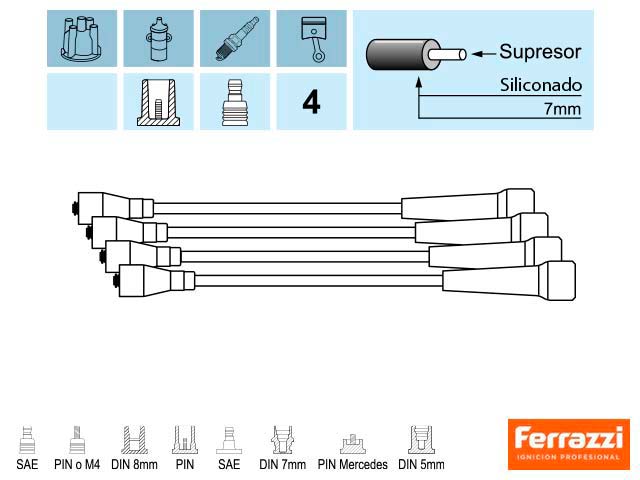 Supresor
Siliconado
7mm
4
SAE PIN o M4 DIN 8mm PIN SAE DIN 7mm PIN Mercedes DIN 5mm
Ferrazzi
IGNICION PROFESIONAL